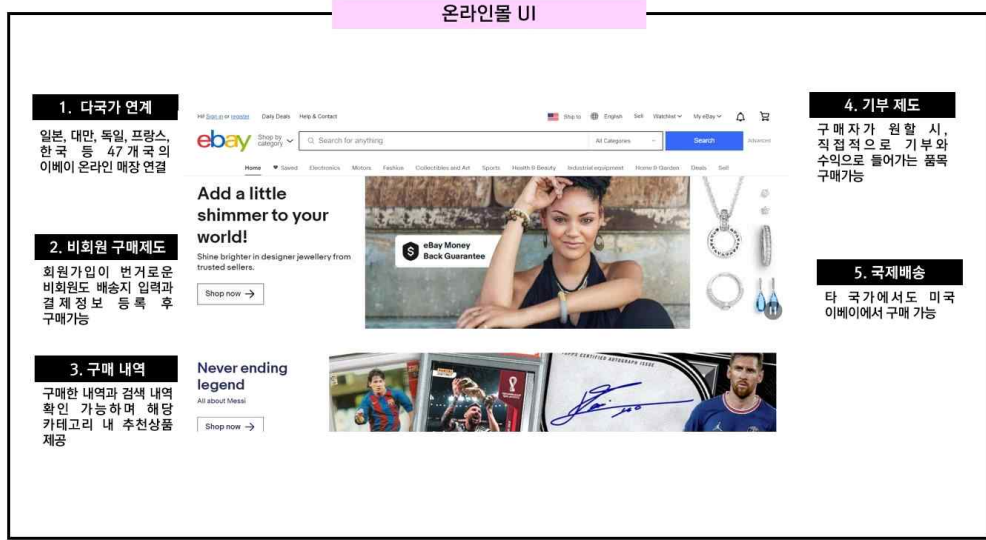 온라인몰 UI
1. 다국가 연계
일본, 대만, 독일, 프랑스,
한국 등 47개국의
이베이 온라인 매장 연결
2. 비회원 구매제도
회원가입이 번거로운
비회원도 배송지 입력과
결제정보 등록 후
구매가능
3. 구매 내역
구매한 내역과 검색 내역
확인 가능하며 해당
카테고리 내 추천상품
제공
Hi! Sign in or register Daily Deals Help & Contact
Ship to English Sell Watchlist My eBay
ebay
Shop by
category
Search for anything
All Categories
Search
Advanced
Home Saved Electronics Motors Fashion Collectibles and Art Sports Health & Beauty Industrial equipment Home & Garden Deals Sell
Add a little
shimmer to your
world!
Shine brighter in designer jewellery from
trusted sellers.
Shop now →
eBay Money
Back Guarantee
Never ending
legend
All about Messi
Shop now →
TOPPS CERTIFIED AUTOGRAPH ISSUE
4. 기부 제도
구매자가 원할 시,
직접적으로 기부와
수익으로 들어가는 품목
구매가능
5. 국제배송
타 국가에서도 미국
이베이에서 구매 가능